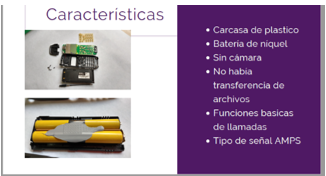 Caracteristicas
Carcasa de plastico
Bateria de niquel
Sin cámara
No habia
transferencia de
archivos
Funciones basicas
de llamadas
Tipo de señal AMPS